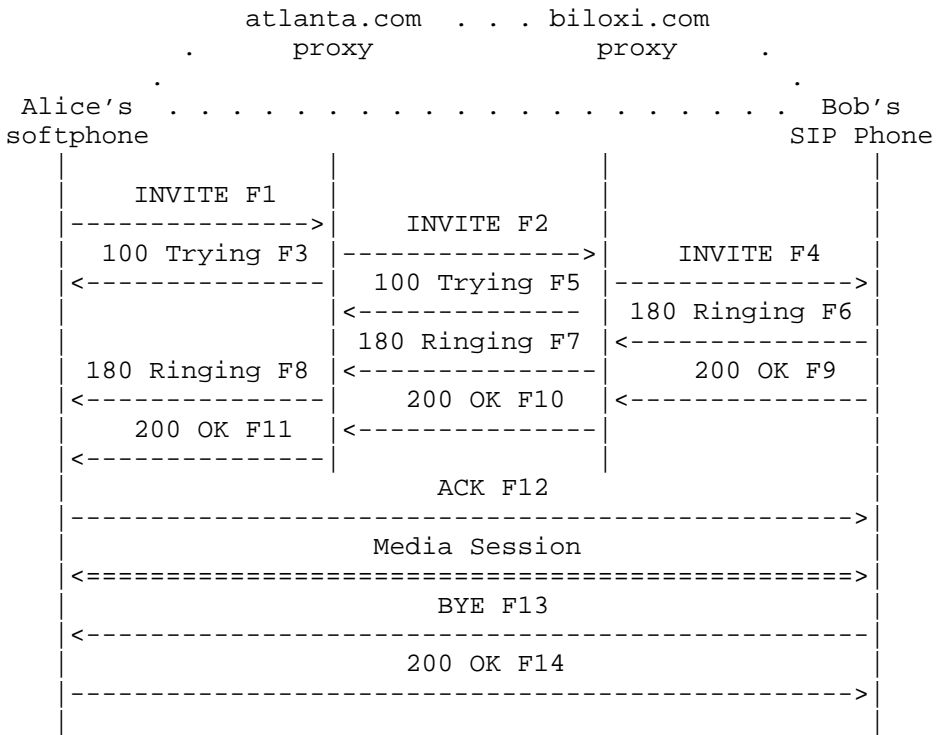 atlanta.com . . . biloxi.com
. proxy proxy .
. .
Alice's . . . . . . . . . . . . . . . . . . . . Bob's
softphone SIP Phone
| | | |
| INVITE F1 | | |
|--------------->| INVITE F2 | |
| 100 Trying F3 |--------------->| INVITE F4 |
|<---------------| 100 Trying F5 |--------------->|
| |<-------------- | 180 Ringing F6 |
| | 180 Ringing F7 |<---------------|
| 180 Ringing F8 |<---------------| 200 OK F9 |
|<---------------| 200 OK F10 |<---------------|
| 200 OK F11 |<---------------| |
|<---------------| | |
| ACK F12 |
|------------------------------------------------->|
| Media Session |
|<================================================>|
| BYE F13 |
|<-------------------------------------------------|
| 200 OK F14 |
|------------------------------------------------->|
| |